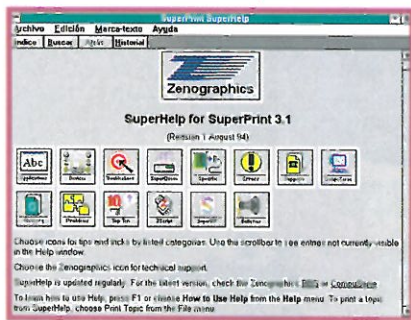 SuperPrint SuperHelp
Archivo Edición Marca-texto Ayuda
Indice Buscar Atrás Historial
Zenographics
SuperHelp for SuperPrint 3.1
(Revision 1 August 94)
Abc
Top Ten
Choose icons for tips and tricks by listed categories. Use the scrollbar to see entries not currently visible
in the Help window.
Choose the Zenographics icon for technical support.
SuperHelp is updated regularly. For the latest version, check the Zenographics BBS or CompuServe.
To learn how to use Help, press F1 or choose How to Use Help from the Help menu. To print a topic
from SuperHelp, choose Print Topic from the File menu.